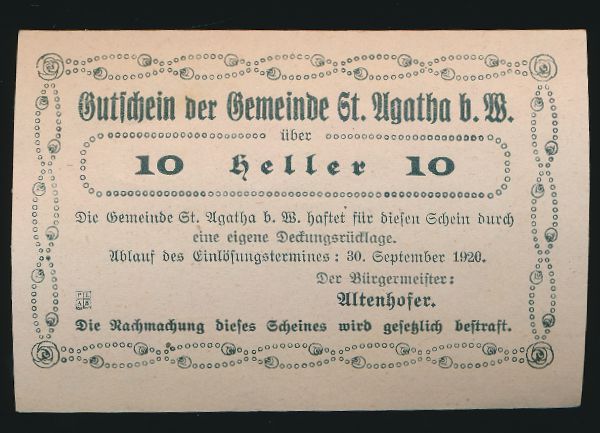 Gutschein der Gemeinde St. Agatha b. W.
über
10 Heller 10
Die Gemeinde St. Agatha b. W. haftet für diesen Schein durch
eine eigene Deckungsrücklage.
Ablauf des Einlösungstermines: 30. September 1920.
Der Bürgermeister:
Altenhofer.
Die Nachmachung dieses Scheines wird gesetzlich bestraft.